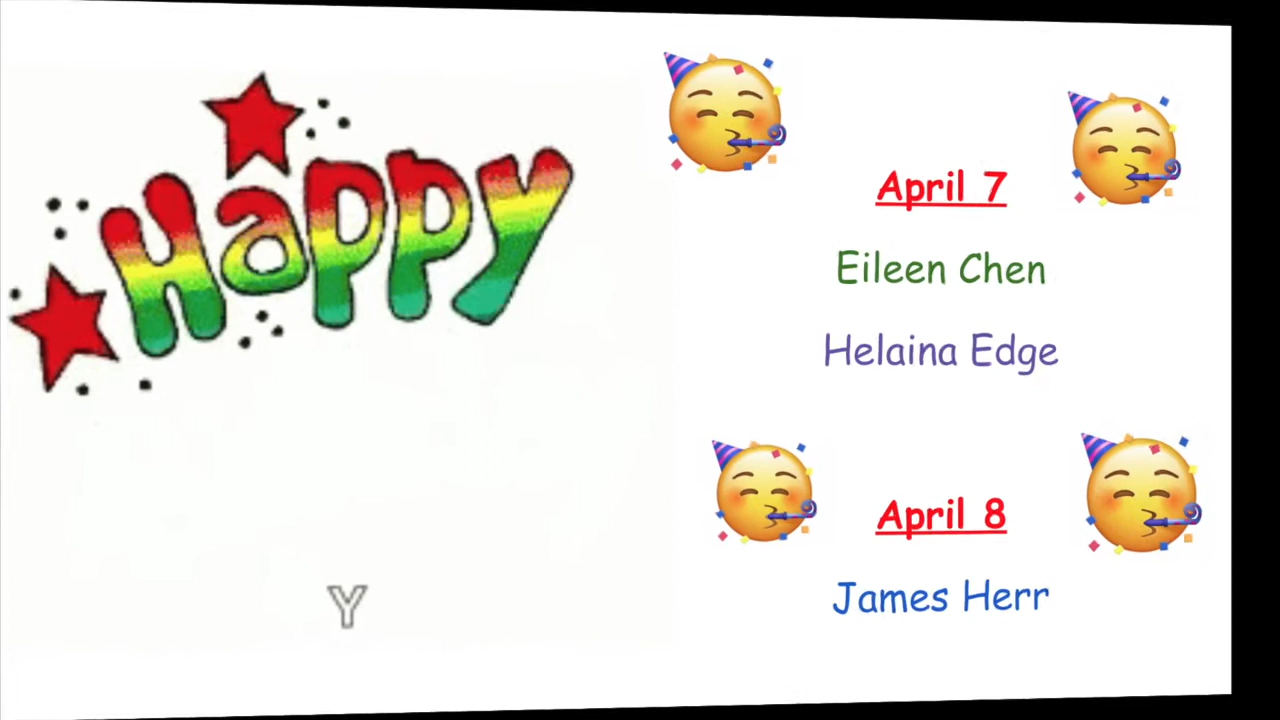 Happy
Y
April 7
Eileen Chen
Helaina Edge
April 8
James Herr